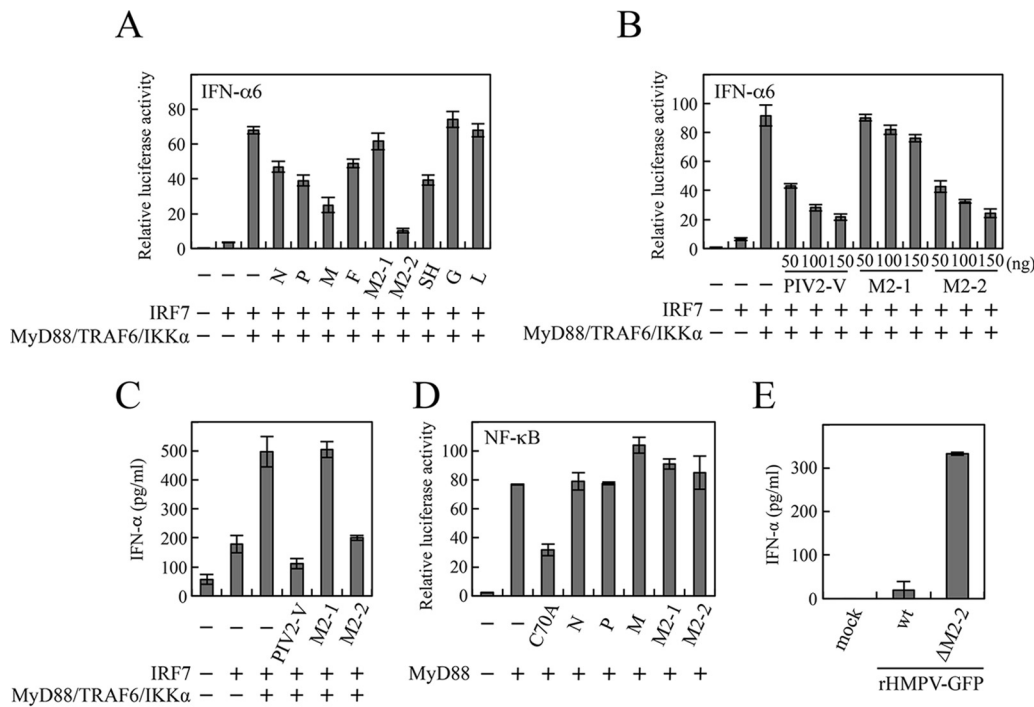 A
IFN-α6
Relative luciferase activity
80
60
40
20
0
– – – N P M F M2-1 M2-2 SH G L
IRF7 – + + + + + + + + + + +
MyD88/TRAF6/IKKα – – + + + + + + + + + +
B
IFN-α6
Relative luciferase activity
100
80
60
40
20
0
– – – 50 100 150 50 100 150 50 100 150 (ng)
PIV2-V M2-1 M2-2
IRF7 – + + + + + + + + + + +
MyD88/TRAF6/IKKα – – + + + + + + + + + +
C
IFN-α (pg/ml)
500
400
300
200
100
0
– – – PIV2-V M2-1 M2-2
IRF7 – + + + + +
MyD88/TRAF6/IKKα – – + + + +
D
NF-κB
Relative luciferase activity
100
80
60
40
20
0
– – C70A N P M M2-1 M2-2
MyD88 – + + + + + + +
E
IFN-α (pg/ml)
300
200
100
0
mock wt ΔM2-2
rHMPV-GFP